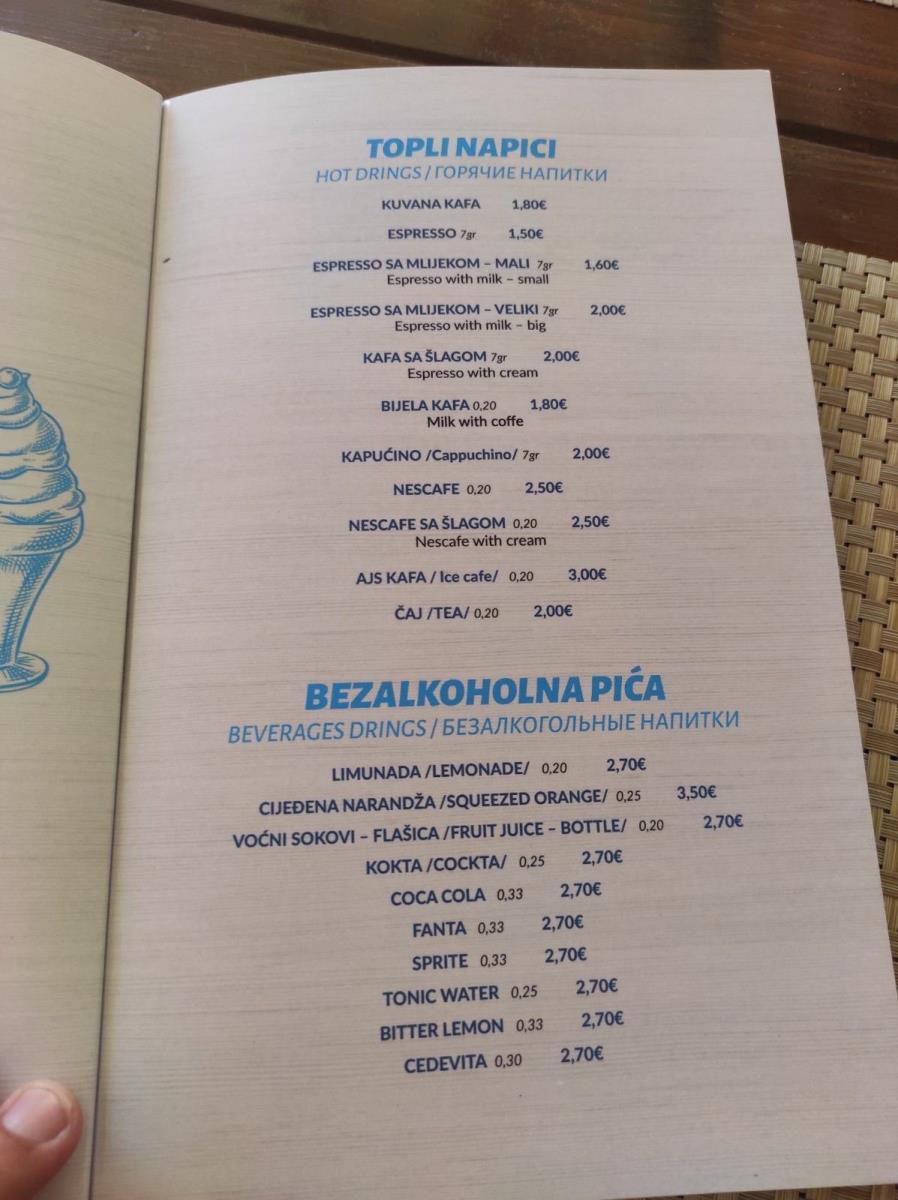 TOPLI NAPICI
HOT DRINGS / ГОРЯЧИЕ НАПИТКИ
KUVANA KAFA 1,80€
ESPRESSO 7gr 1,50€
ESPRESSO SA MLIJEKOM – MALI 7gr 1,60€
Espresso with milk – small
ESPRESSO SA MLIJEKOM – VELIKI 7gr 2,00€
Espresso with milk – big
KAFA SA ŠLAGOM 7gr 2,00€
Espresso with cream
BIJELA KAFA 0,20 1,80€
Milk with coffe
KAPUĆINO /Cappuchino/ 7gr 2,00€
NESCAFE 0,20 2,50€
NESCAFE SA ŠLAGOM 0,20 2,50€
Nescafe with cream
AJS KAFA / Ice cafe/ 0,20 3,00€
ČAJ /TEA/ 0,20 2,00€
BEZALKOHOLNA PIĆA
BEVERAGES DRINGS / БЕЗАЛКОГОЛЬНЫЕ НАПИТКИ
LIMUNADA /LEMONADE/ 0,20 2,70€
CIJEĐENA NARANDŽA /SQUEEZED ORANGE/ 0,25 3,50€
VOĆNI SOKOVI – FLAŠICA /FRUIT JUICE – BOTTLE/ 0,20 2,70€
KOKTA /COCKTA/ 0,25 2,70€
COCA COLA 0,33 2,70€
FANTA 0,33 2,70€
SPRITE 0,33 2,70€
TONIC WATER 0,25 2,70€
BITTER LEMON 0,33 2,70€
CEDEVITA 0,30 2,70€